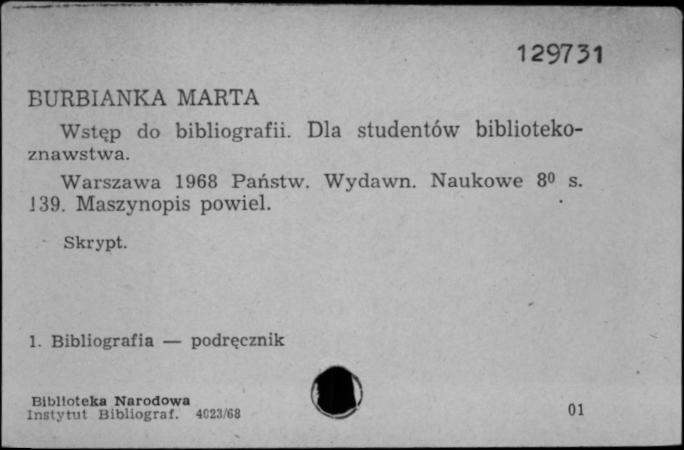 129731
BURBIANKA MARTA
Wstęp do bibliografii. Dla studentów biblioteko-
znawstwa.
Warszawa 1968 Państw. Wydawn. Naukowe 8⁰ s.
139. Maszynopis powiel.
Skrypt.
1. Bibliografia — podręcznik
Biblioteka Narodowa
Instytut Bibliograf. 4023/68
01